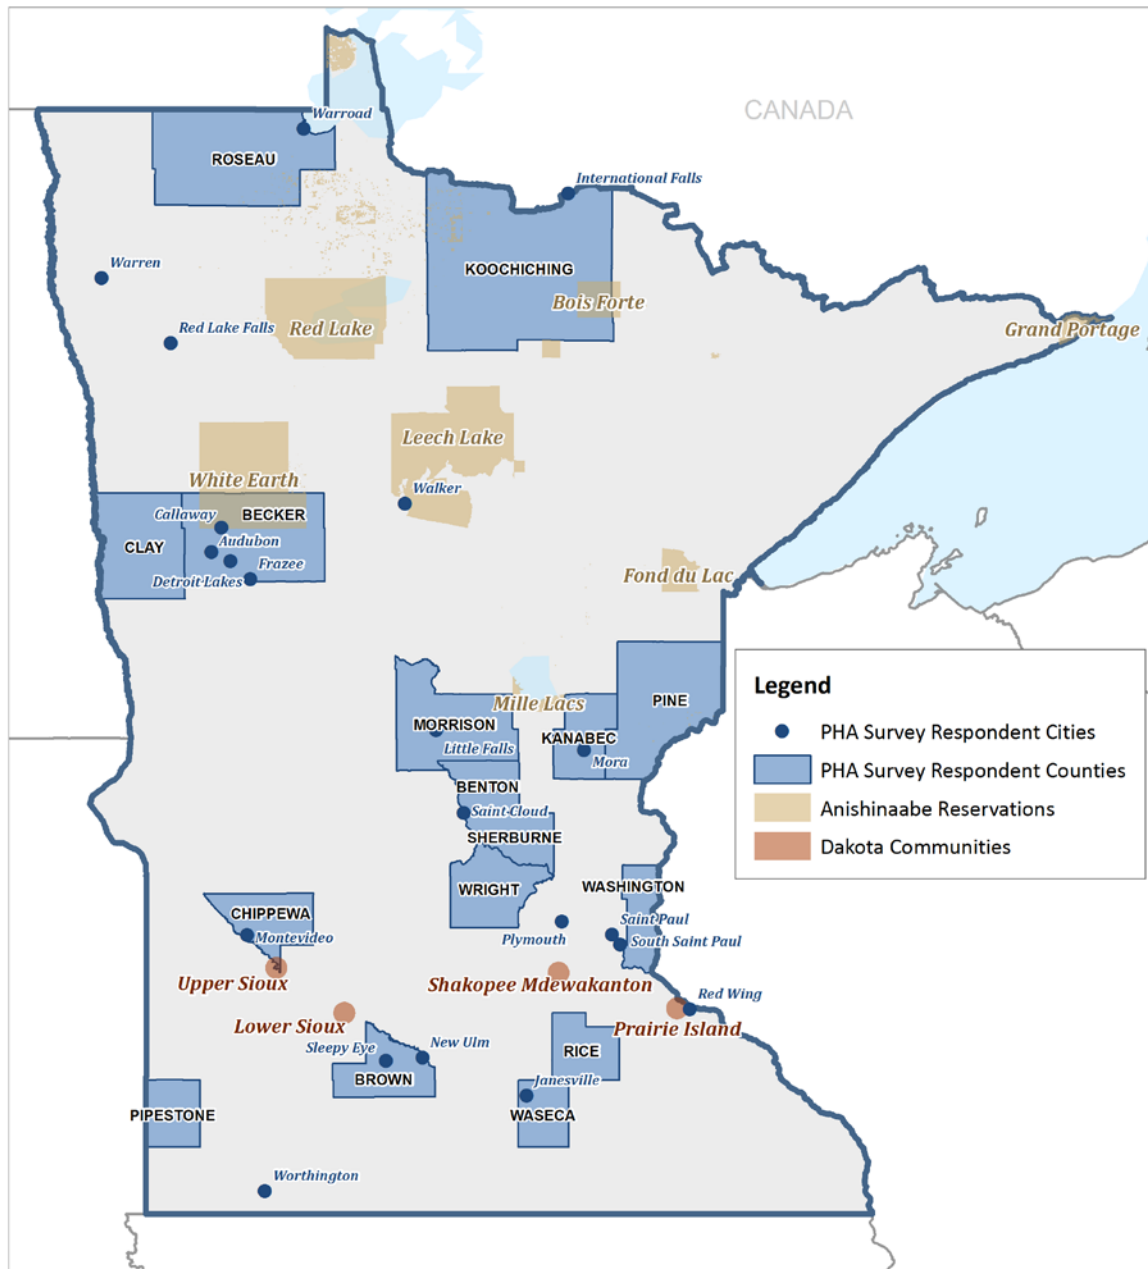 CANADA
Warroad
ROSEAU
International Falls
KOOCHICHING
Warren
Bois Forte
Red Lake Falls
Red Lake
Grand Portage
Leech Lake
White Earth
Walker
Callaway
BECKER
CLAY
Audubon
Frazee
Detroit Lakes
Fond du Lac
Mille Lacs
PINE
MORRISON
KANABEC
Little Falls
Mora
BENTON
Saint Cloud
SHERBURNE
WRIGHT
WASHINGTON
CHIPPEWA
Montevideo
Plymouth
Saint Paul
South Saint Paul
Upper Sioux
Shakopee Mdewakanton
Red Wing
Lower Sioux
Prairie Island
Sleepy Eye
New Ulm
RICE
BROWN
Janesville
PIPESTONE
WASECA
Worthington
Legend
PHA Survey Respondent Cities
PHA Survey Respondent Counties
Anishinaabe Reservations
Dakota Communities